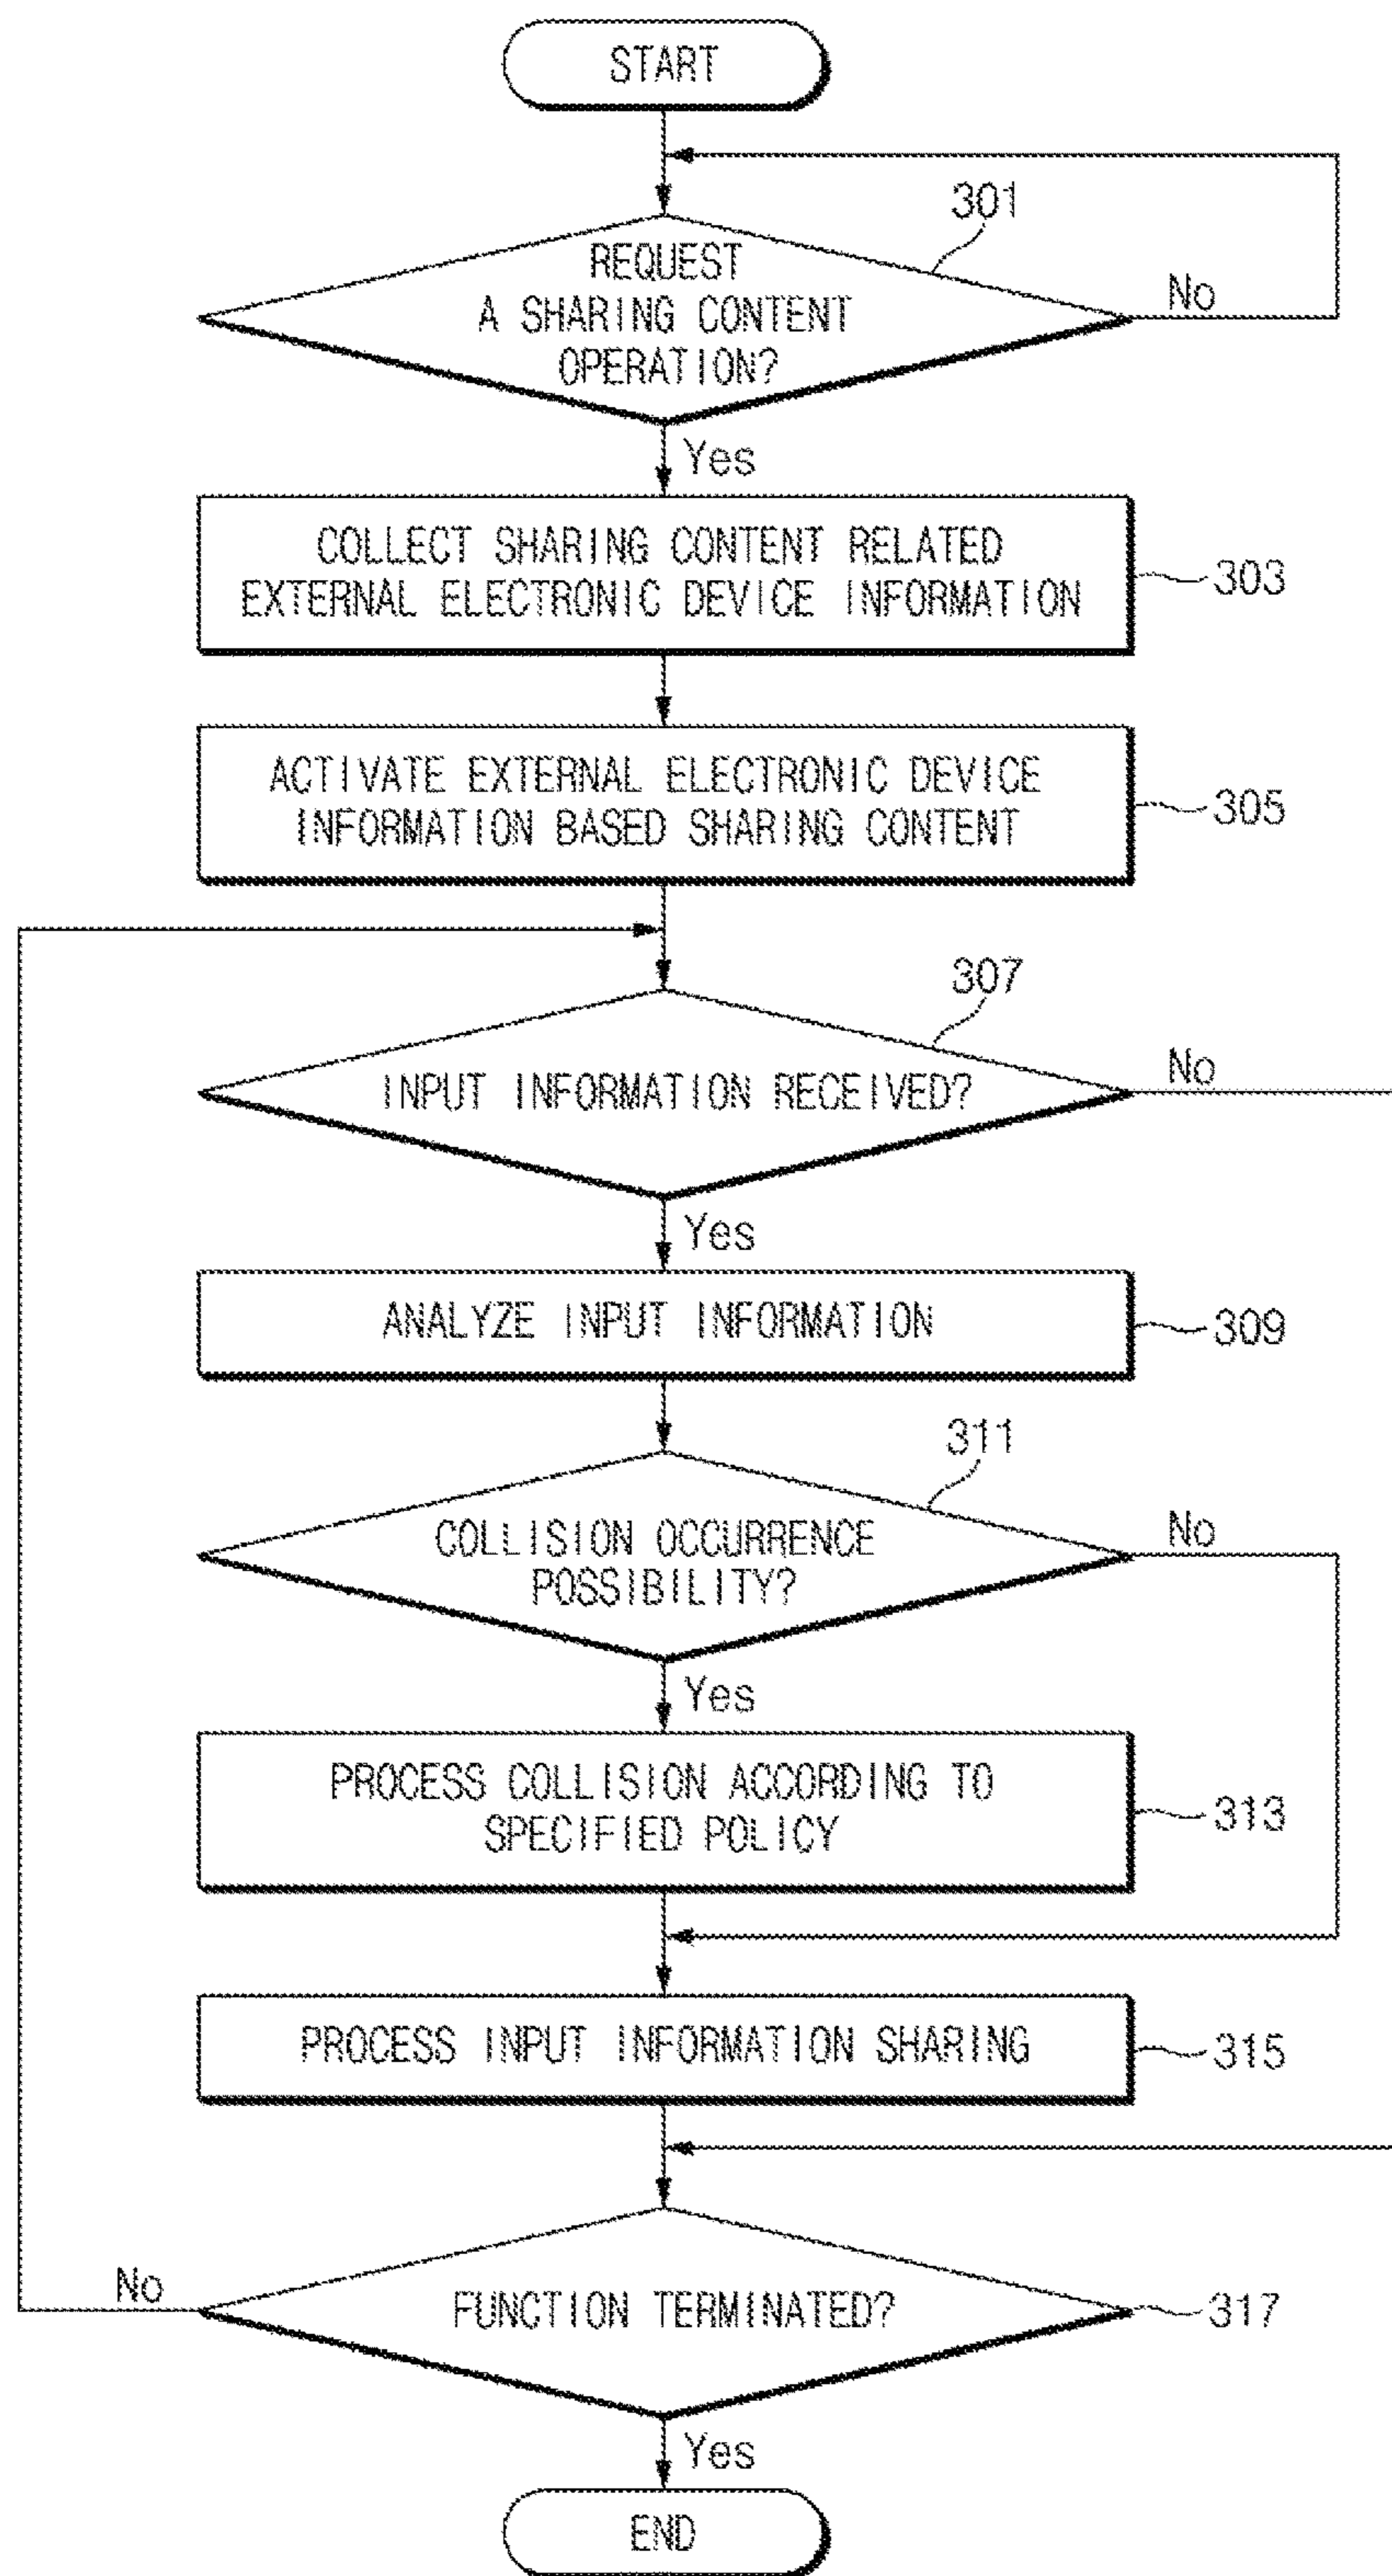 START
301
REQUEST
A SHARING CONTENT
OPERATION?
No
Yes
COLLECT SHARING CONTENT RELATED
EXTERNAL ELECTRONIC DEVICE INFORMATION
303
ACTIVATE EXTERNAL ELECTRONIC DEVICE
INFORMATION BASED SHARING CONTENT
305
307
INPUT INFORMATION RECEIVED?
No
Yes
ANALYZE INPUT INFORMATION
309
311
COLLISION OCCURRENCE
POSSIBILITY?
No
Yes
PROCESS COLLISION ACCORDING TO
SPECIFIED POLICY
313
PROCESS INPUT INFORMATION SHARING
315
No
FUNCTION TERMINATED?
317
Yes
END